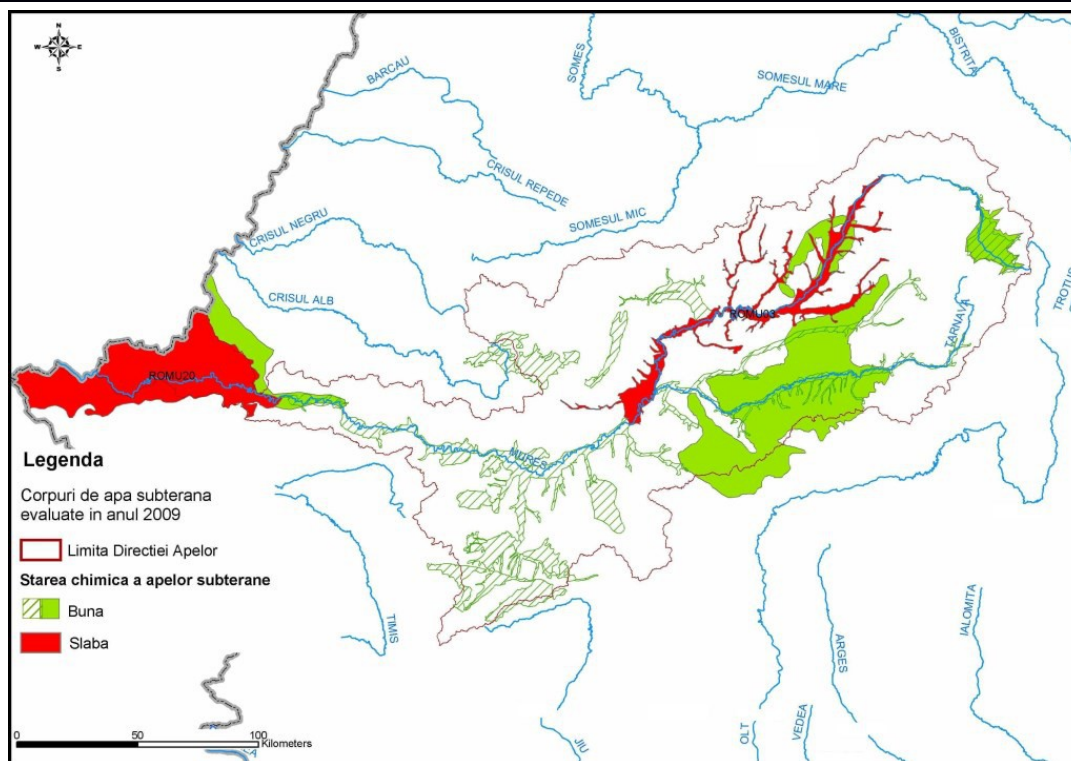 N
W
E
S
BARCAU
SOMES
SOMESUL MARE
BISTRITA
CRISUL REPEDE
CRISUL NEGRU
SOMESUL MIC
CRISUL ALB
TROTUS
TARNAVA
ROMU03
ROMU20
MURES
Legenda
Corpuri de apa subterana
evaluate in anul 2009
Limita Directiei Apelor
Starea chimica a apelor subterane
Buna
Slaba
TIMIS
ARGES
IALOMITA
OLT
VEDEA
JIU
0
50
100
Kilometers